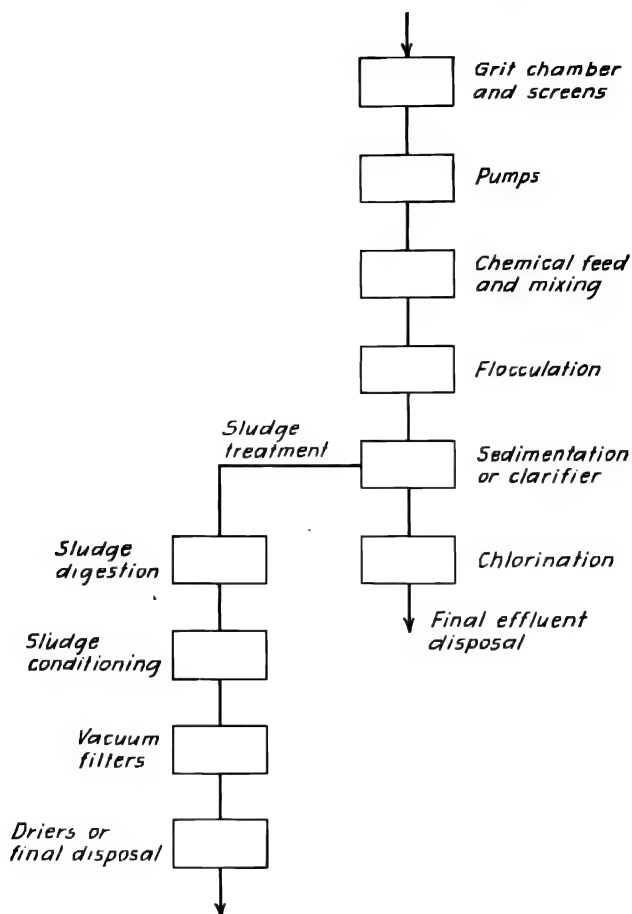 Grit chamber
and screens
Pumps
Chemical feed
and mixing
Flocculation
Sludge
treatment
Sedimentation
or clarifier
Sludge
digestion
Chlorination
Final effluent
disposal
Sludge
conditioning
Vacuum
filters
Driers or
final disposal